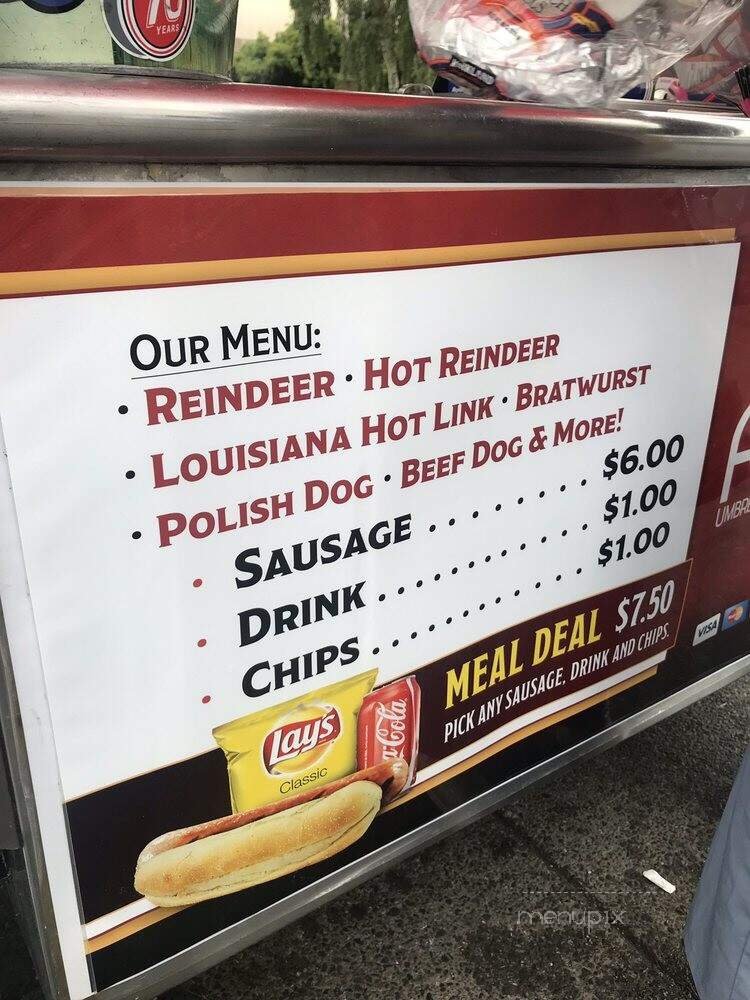 70
YEARS
OUR MENU:
• REINDEER • HOT REINDEER
• LOUISIANA HOT LINK • BRATWURST
• POLISH DOG • BEEF DOG & MORE!
• SAUSAGE . . . . . . . . $6.00
• DRINK . . . . . . . . . . . $1.00
• CHIPS . . . . . . . . . . . $1.00
MEAL DEAL $7.50
PICK ANY SAUSAGE, DRINK AND CHIPS.
Lay's
Classic
a-Cola
VISA
menupix